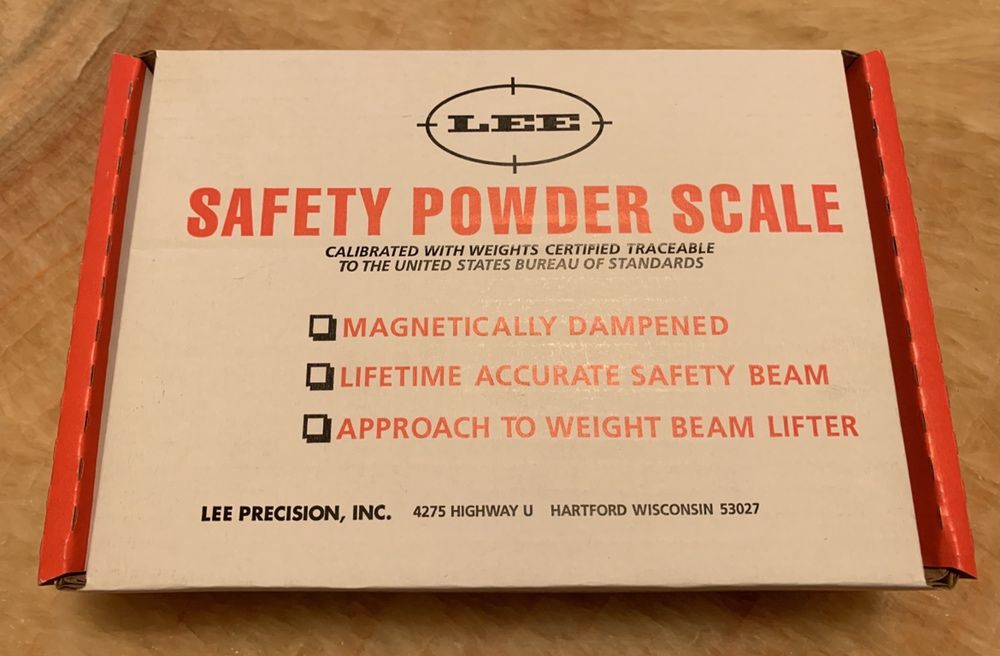 LEE
SAFETY POWDER SCALE
CALIBRATED WITH WEIGHTS CERTIFIED TRACEABLE
TO THE UNITED STATES BUREAU OF STANDARDS
MAGNETICALLY DAMPENED
LIFETIME ACCURATE SAFETY BEAM
APPROACH TO WEIGHT BEAM LIFTER
LEE PRECISION, INC. 4275 HIGHWAY U HARTFORD WISCONSIN 53027